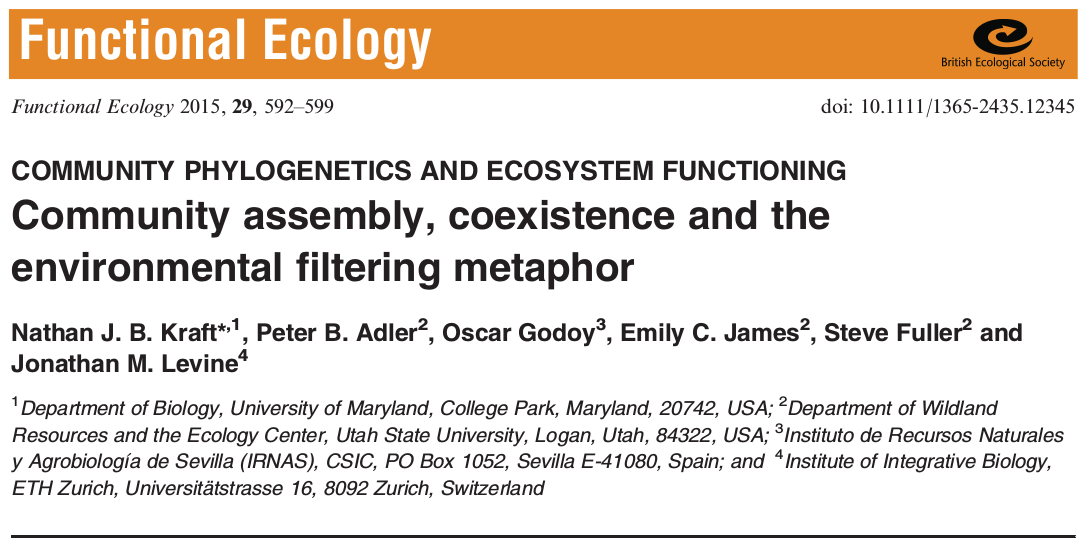 Functional Ecology
British Ecological Society
Functional Ecology 2015, 29, 592–599
doi: 10.1111/1365-2435.12345
COMMUNITY PHYLOGENETICS AND ECOSYSTEM FUNCTIONING
Community assembly, coexistence and the
environmental filtering metaphor
Nathan J. B. Kraft*,1, Peter B. Adler2, Oscar Godoy3, Emily C. James2, Steve Fuller2 and
Jonathan M. Levine4
1Department of Biology, University of Maryland, College Park, Maryland, 20742, USA; 2Department of Wildland
Resources and the Ecology Center, Utah State University, Logan, Utah, 84322, USA; 3Instituto de Recursos Naturales
y Agrobiología de Sevilla (IRNAS), CSIC, PO Box 1052, Sevilla E-41080, Spain; and 4Institute of Integrative Biology,
ETH Zurich, Universitätstrasse 16, 8092 Zurich, Switzerland